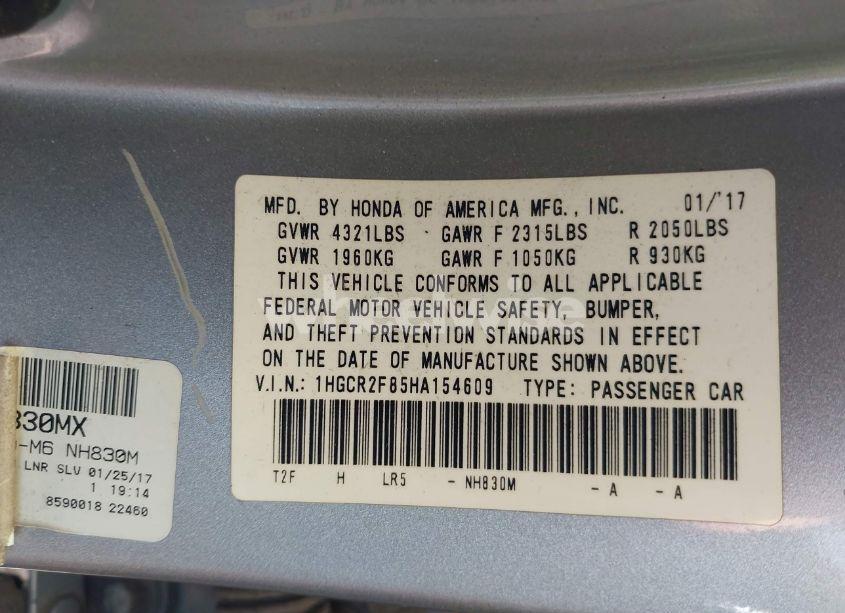 MFD. BY HONDA OF AMERICA MFG., INC. 01/'17
GVWR 4321LBS GAWR F 2315LBS R 2050LBS
GVWR 1960KG GAWR F 1050KG R 930KG
THIS VEHICLE CONFORMS TO ALL APPLICABLE
FEDERAL MOTOR VEHICLE SAFETY, BUMPER,
AND THEFT PREVENTION STANDARDS IN EFFECT
ON THE DATE OF MANUFACTURE SHOWN ABOVE.
V.I.N.: 1HGCR2F85HA154609 TYPE: PASSENGER CAR
T2F H LR5 - NH830M - A - A
830MX
-M6 NH830M
LNR SLV 01/25/17
1 19:14
8590018 22460